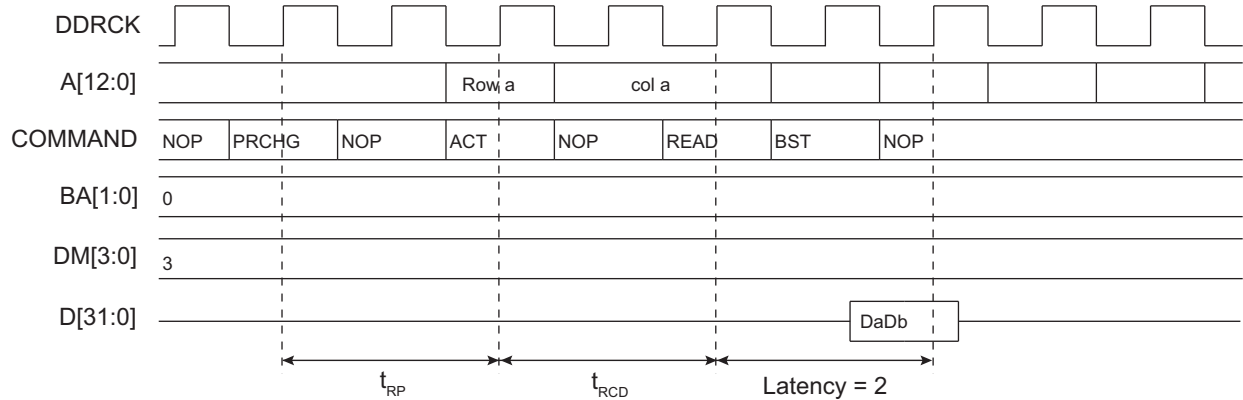 DDRCK
A[12:0] Row a col a
COMMAND NOP PRCHG NOP ACT NOP READ BST NOP
BA[1:0] 0
DM[3:0] 3
D[31:0] DaDb
tRP tRCD Latency = 2